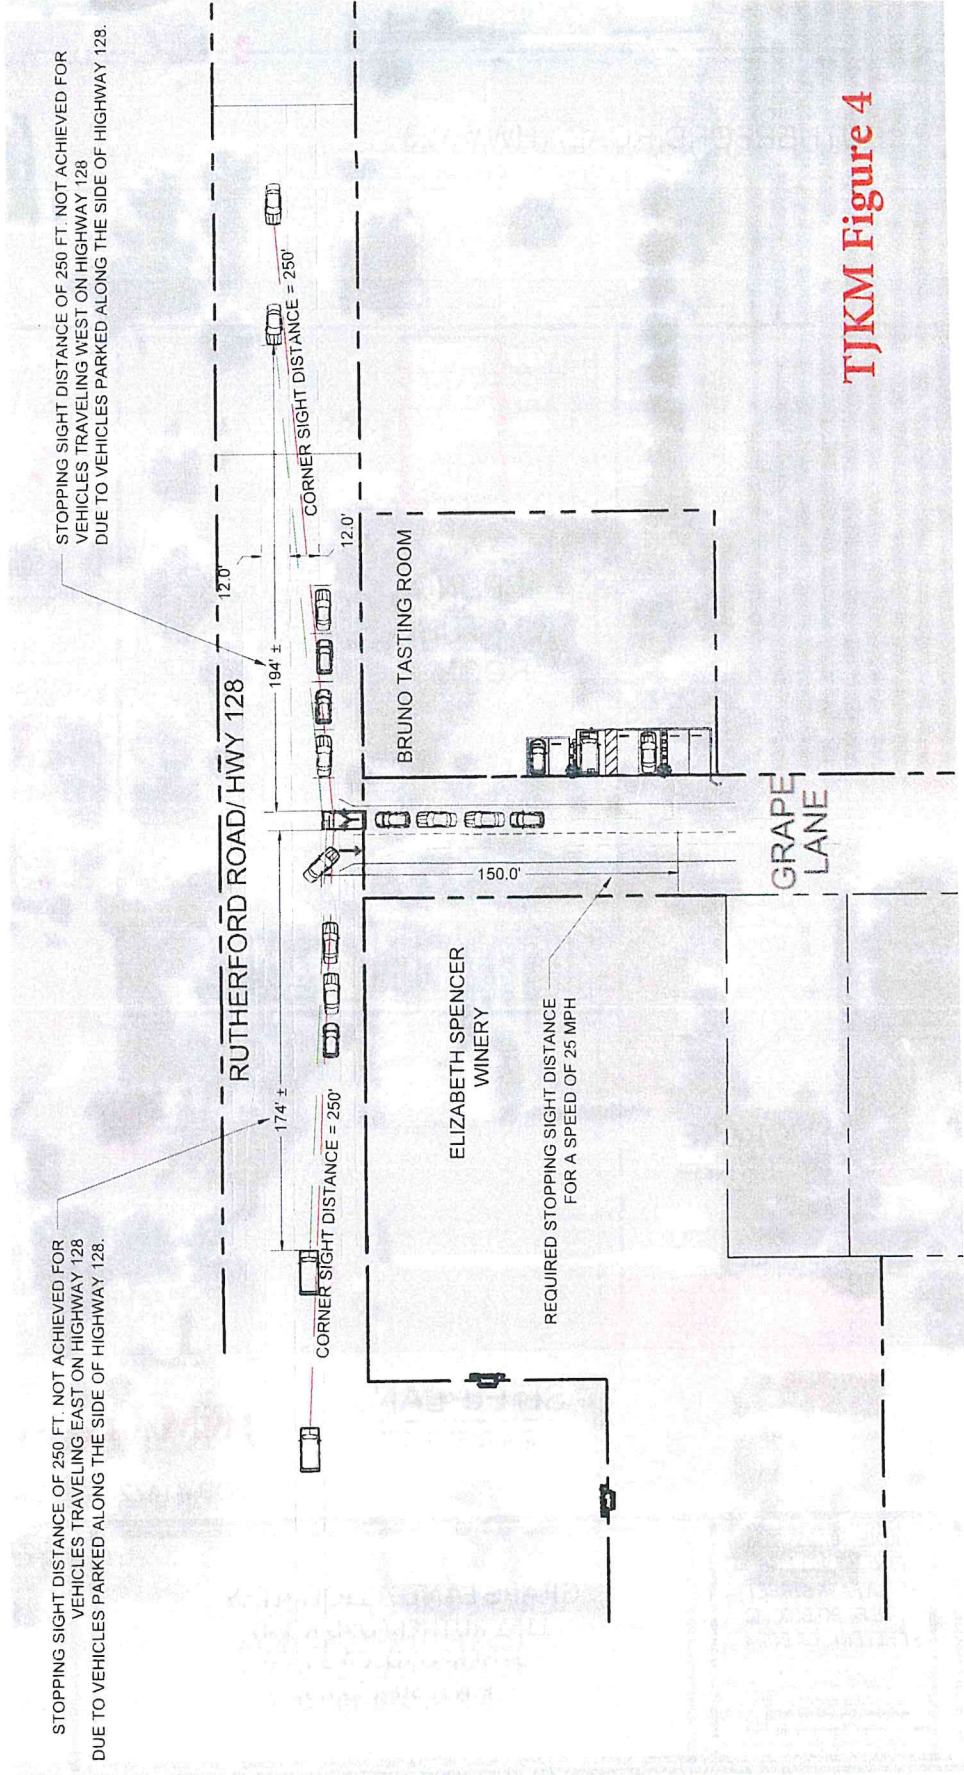 STOPPING SIGHT DISTANCE OF 250 FT. NOT ACHIEVED FOR
VEHICLES TRAVELING EAST ON HIGHWAY 128
DUE TO VEHICLES PARKED ALONG THE SIDE OF HIGHWAY 128.
STOPPING SIGHT DISTANCE OF 250 FT. NOT ACHIEVED FOR
VEHICLES TRAVELING WEST ON HIGHWAY 128
DUE TO VEHICLES PARKED ALONG THE SIDE OF HIGHWAY 128.
RUTHERFORD ROAD/ HWY 128
12.0'
174' ±
194' ±
CORNER SIGHT DISTANCE = 250'
CORNER SIGHT DISTANCE = 250'
12.0'
BRUNO TASTING ROOM
ELIZABETH SPENCER
WINERY
150.0'
REQUIRED STOPPING SIGHT DISTANCE
FOR A SPEED OF 25 MPH
GRAPE
LANE
TJKM Figure 4